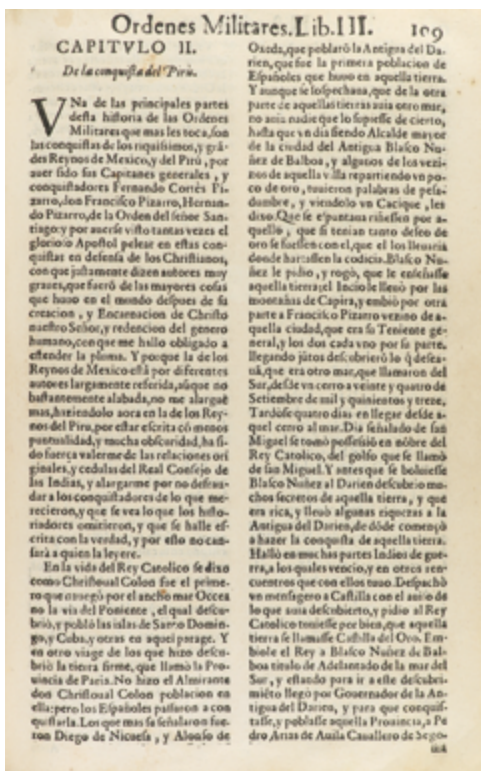 Ordenes Militares. Lib. III. 109
CAPITVLO II.
De la conquista del Pirù.
VNa de las principales partes
desta historia de las Ordenes
Militares que mas les toca, son
las conquistas de los riquissimos, y grã-
des Reynos de Mexico, y del Pirù, por
auer sido sus Capitanes generales, y
conquistadores Fernando Cortès Pi-
zarro, don Francisco Pizarro, Hernan-
do Pizarro, de la Orden del señor San-
tiago: y por auerse visto tantas vezes el
glorioso Apostol pelear en estas con-
quistas en defensa de los Christianos,
con que justamente dizen autores muy
graues, que fuerõ de las mayores cosas
que huuo en el mundo despues de su
creacion, y Encarnacion de Christo
nuestro Señor, y redencion del genero
humano, con que me hallo obligado a
estender la pluma. Y porque la de los
Reynos de Mexico està por diferentes
autores largamente referida, aũque no
bastantemente alabada, no me alarguè
mas, haziendolo aora en la de los Rey-
nos del Piru, por estar escrita cõ menos
puntualidad, y mucha obscuridad, ha si-
do fuerça valerme de las relaciones ori
ginales, y cedulas del Real Consejo de
las Indias, y alargarme por no defrau-
dar a los conquistadores de lo que me-
recieron, y que se vea lo que los histo-
riadores omitieron, y que se halle es-
crita con la verdad, y por esto no can-
sarà a quien la leyere.
En la vida del Rey Catolico se dixo
como Christoual Colon fue el prime-
ro que nauegò por el ancho mar Occea
no la via del Poniente, el qual descu-
briò, y poblò las islas de Santo Domin-
go, y Cuba, y otras en aquel parage. Y
en otro viage de los que hizo descu-
briò la tierra firme, que llamò la Pro-
uincia de Paria. No hizo el Almirante
don Christoual Colon poblacion en
ella: pero los Españoles passaron a con
quistarla. Los que mas se señalaron fue-
ron Diego de Nicuesa, y Alonso de
Oxeda, que poblarõ la Antigua del Da-
rien, que fue la primera poblacion de
Españoles que huuo en aquella tierra.
Y aunque se sospechaua, que de la otra
parte de aquellas tierras auia otro mar,
no auia nadie que lo supiesse de cierto,
hasta que vn dia siendo Alcalde mayor
de la ciudad del Antigua Blasco Nu-
ñez de Balboa, y algunos de los vezi-
nos de aquella villa repartiendo vn po-
co de oro, tuuieron palabras de pesa-
dumbre, y viendolo vn Cacique, les
dixo. Que se espantaua riñessen por a-
quello, que si tenian tanto deseo de
oro se fuessen con el, que el los lleuaria
donde hartassen la codicia. Blasco Nu-
ñez le pidio, y rogò, que le enseñasse
aquella tierra: el Indio le lleuò por las
montañas de Capira, y embiò por otra
parte a Francisco Pizarro vezino de a-
quella ciudad, que era su Teniente ge-
neral, y los dos cada vno por su parte.
llegando jũtos descubrierõ lo q̃ desea-
uã, que era otro mar, que llamaron del
Sur, desde vn cerro a veinte y quatro de
Setiembre de mil y quinientos y treze.
Tardòse quatro dias en llegar desde a-
quel cerro al mar. Dia señalado de san
Miguel se tomò possessiõ en nõbre del
Rey Catolico, del golfo que se llamò
de san Miguel. Y antes que se boluiesse
Blasco Nuñez al Darien descubrio mu-
chos secretos de aquella tierra, y que
era rica, y lleuò algunas riquezas a la
Antigua del Darien, de dõde començò
a hazer la conquista de aquella tierra.
Hallò en muchas partes Indios de gue-
rra, a los quales venciò, y en otros ren-
cuentros que con ellos tuuo. Despachò
vn mensagero a Castilla con el auiso de
lo que auia descubierto, y pidio al Rey
Catolico tuuiesse por bien, que aquella
tierra se llamasse Castilla del Oro. Em-
biole el Rey a Blasco Nuñez de Bal-
boa titulo de Adelantado de la mar del
Sur, y estando para ir a este descubri-
miẽto llegò por Gouernador de la An-
tigua del Darien, y para que conquis-
tasse, y poblasse aquella Prouincia, a Pe
dro Arias de Auila Cauallero de Sego-